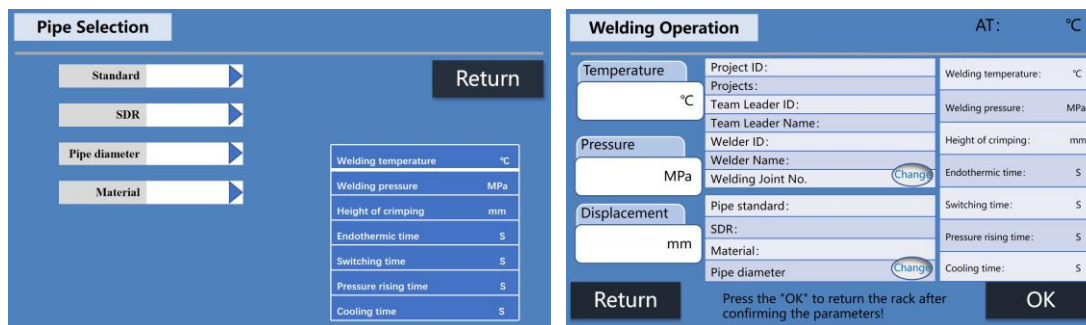 Pipe Selection
Standard
SDR
Pipe diameter
Material
Return
Welding temperature ℃
Welding pressure MPa
Height of crimping mm
Endothermic time S
Switching time S
Pressure rising time S
Cooling time S
Welding Operation
AT: ℃
Temperature
℃
Pressure
MPa
Displacement
mm
Project ID:
Projects:
Team Leader ID:
Team Leader Name:
Welder ID:
Welder Name:
Welding Joint No. Change
Pipe standard:
SDR:
Material:
Pipe diameter Change
Welding temperature: ℃
Welding pressure: MPa
Height of crimping: mm
Endothermic time: S
Switching time: S
Pressure rising time: S
Cooling time: S
Return
Press the "OK" to return the rack after
confirming the parameters!
OK